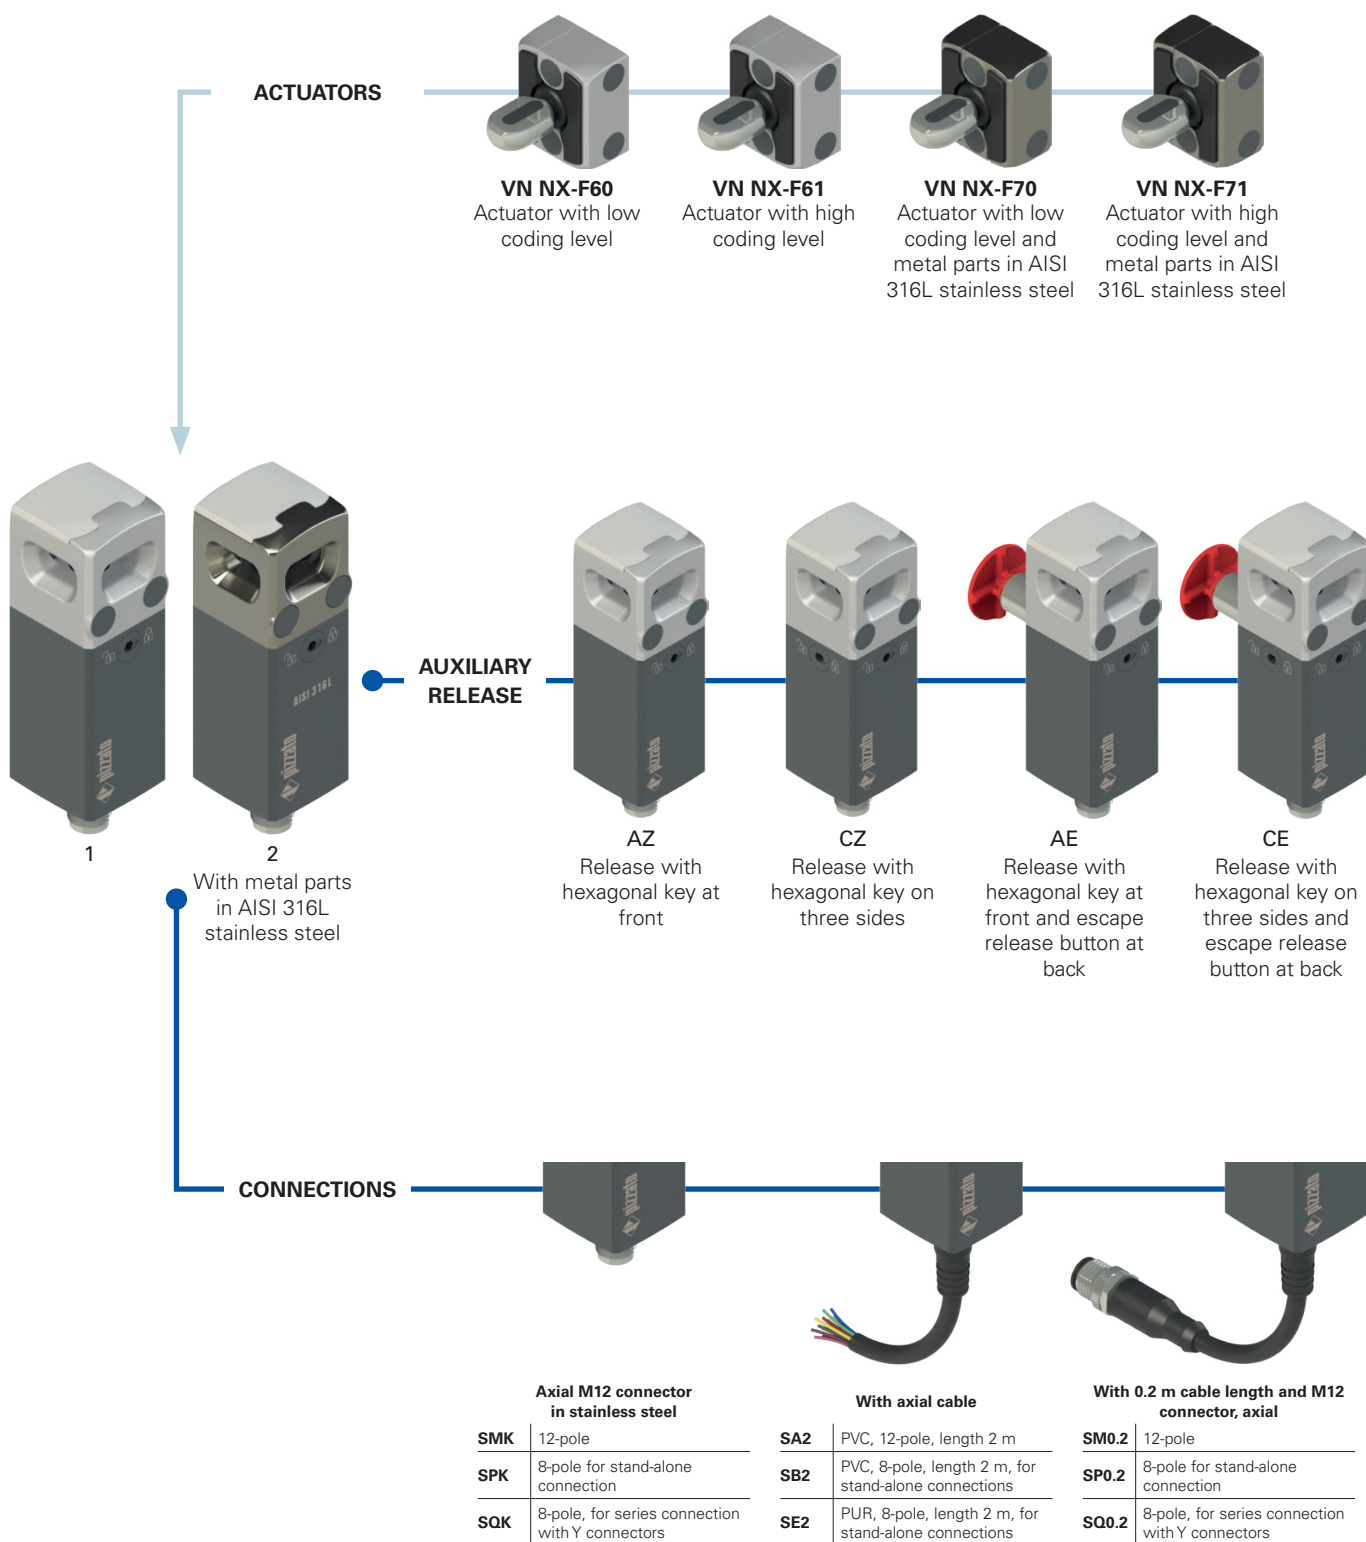 ACTUATORS
VN NX-F60
Actuator with low
coding level
VN NX-F61
Actuator with high
coding level
VN NX-F70
Actuator with low
coding level and
metal parts in AISI
316L stainless steel
VN NX-F71
Actuator with high
coding level and
metal parts in AISI
316L stainless steel
AISI 316L
pizzato
pizzato
1
2
With metal parts
in AISI 316L
stainless steel
AUXILIARY
RELEASE
pizzato
pizzato
pizzato
pizzato
AZ
Release with
hexagonal key at
front
CZ
Release with
hexagonal key on
three sides
AE
Release with
hexagonal key at
front and escape
release button at
back
CE
Release with
hexagonal key on
three sides and
escape release
button at back
CONNECTIONS
pizzato
pizzato
pizzato
Axial M12 connector
in stainless steel
SMK 12-pole
SPK 8-pole for stand-alone
connection
SQK 8-pole, for series connection
with Y connectors
With axial cable
SA2 PVC, 12-pole, length 2 m
SB2 PVC, 8-pole, length 2 m, for
stand-alone connections
SE2 PUR, 8-pole, length 2 m, for
stand-alone connections
With 0.2 m cable length and M12
connector, axial
SM0.2 12-pole
SP0.2 8-pole for stand-alone
connection
SQ0.2 8-pole, for series connection
with Y connectors